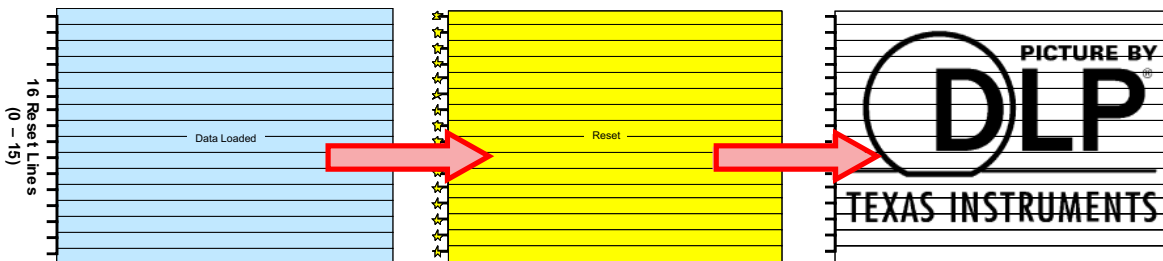 16 Reset Lines
(0 – 15)
Data Loaded
Reset
PICTURE BY
DLP®
TEXAS INSTRUMENTS